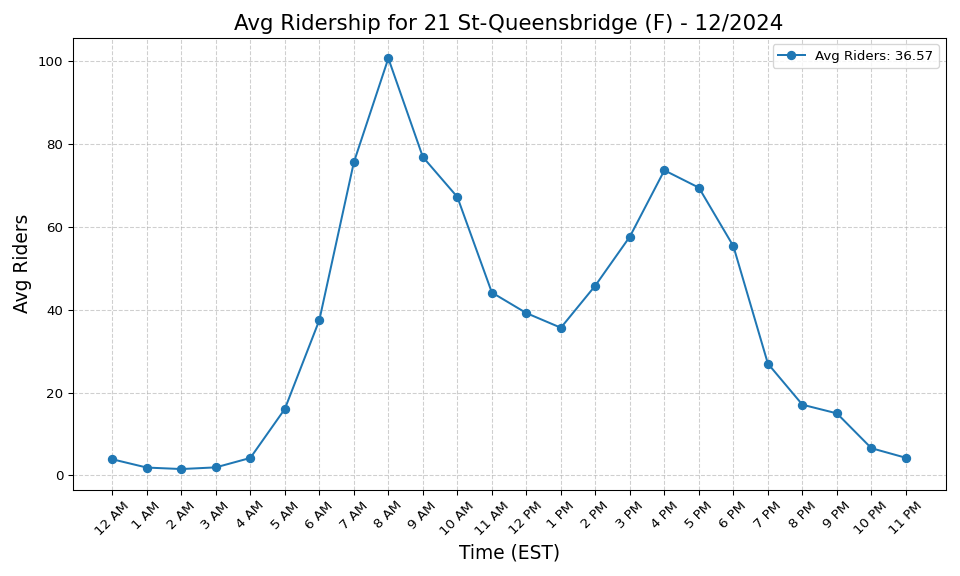 Avg Ridership for 21 St-Queensbridge (F) - 12/2024
Avg Riders: 36.57
Avg Riders
100
80
60
40
20
0
12 AM
1 AM
2 AM
3 AM
4 AM
5 AM
6 AM
7 AM
8 AM
9 AM
10 AM
11 AM
12 PM
1 PM
2 PM
3 PM
4 PM
5 PM
6 PM
7 PM
8 PM
9 PM
10 PM
11 PM
Time (EST)